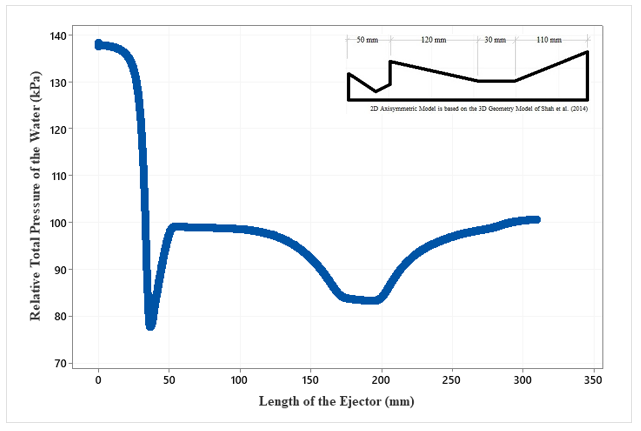 50 mm 120 mm 30 mm 110 mm
2D Axisymmetric Model is based on the 3D Geometry Model of Shah et al. (2014)
Relative Total Pressure of the Water (kPa)
140
130
120
110
100
90
80
70
0 50 100 150 200 250 300 350
Length of the Ejector (mm)